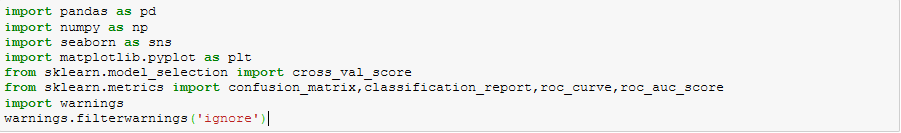 import pandas as pd
import numpy as np
import seaborn as sns
import matplotlib.pyplot as plt
from sklearn.model_selection import cross_val_score
from sklearn.metrics import confusion_matrix,classification_report,roc_curve,roc_auc_score
import warnings
warnings.filterwarnings('ignore')